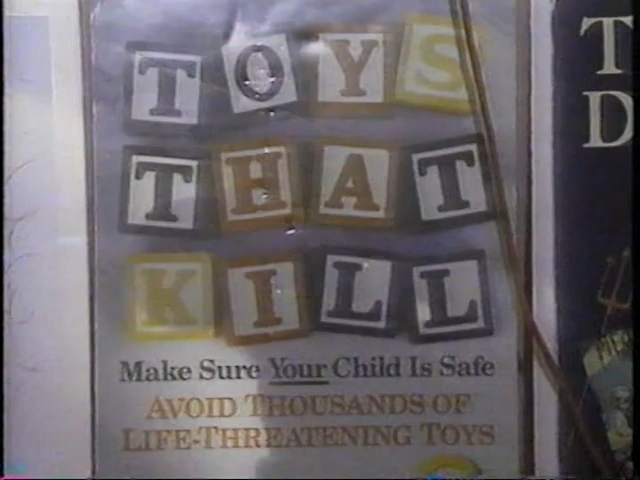 TOYS
THAT
KILL
Make Sure Your Child Is Safe
AVOID THOUSANDS OF
LIFE-THREATENING TOYS
T
D